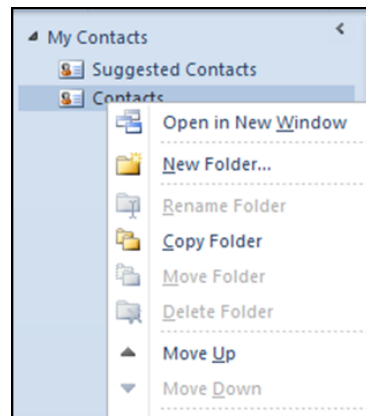 My Contacts
Suggested Contacts
Contacts
Open in New Window
New Folder...
Rename Folder
Copy Folder
Move Folder
Delete Folder
Move Up
Move Down